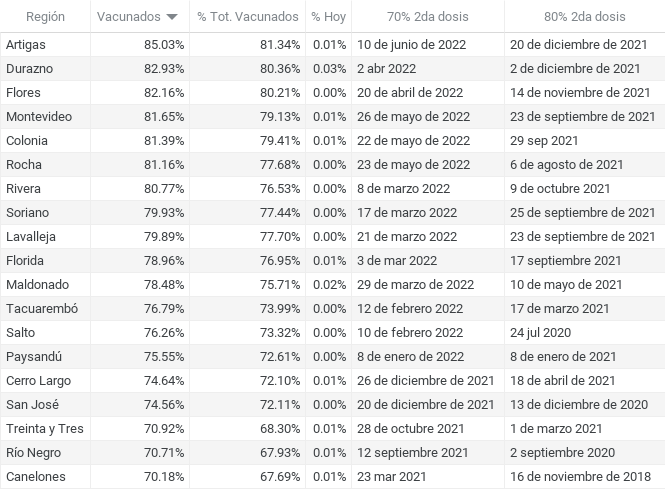 Región Vacunados % Tot. Vacunados % Hoy 70% 2da dosis 80% 2da dosis
Artigas 85.03% 81.34% 0.01% 10 de junio de 2022 20 de diciembre de 2021
Durazno 82.93% 80.36% 0.03% 2 abr 2022 2 de diciembre de 2021
Flores 82.16% 80.21% 0.00% 20 de abril de 2022 14 de noviembre de 2021
Montevideo 81.65% 79.13% 0.01% 26 de mayo de 2022 23 de septiembre de 2021
Colonia 81.39% 79.41% 0.01% 22 de mayo de 2022 29 sep 2021
Rocha 81.16% 77.68% 0.00% 23 de mayo de 2022 6 de agosto de 2021
Rivera 80.77% 76.53% 0.00% 8 de marzo 2022 9 de octubre 2021
Soriano 79.93% 77.44% 0.00% 17 de marzo 2022 25 de septiembre de 2021
Lavalleja 79.89% 77.70% 0.00% 21 de marzo 2022 23 de septiembre de 2021
Florida 78.96% 76.95% 0.01% 3 de mar 2022 17 septiembre 2021
Maldonado 78.48% 75.71% 0.02% 29 de marzo de 2022 10 de mayo de 2021
Tacuarembó 76.79% 73.99% 0.00% 12 de febrero 2022 17 de marzo 2021
Salto 76.26% 73.32% 0.00% 10 de febrero 2022 24 jul 2020
Paysandú 75.55% 72.61% 0.00% 8 de enero de 2022 8 de enero de 2021
Cerro Largo 74.64% 72.10% 0.01% 26 de diciembre de 2021 18 de abril de 2021
San José 74.56% 72.11% 0.00% 20 de diciembre de 2021 13 de diciembre de 2020
Treinta y Tres 70.92% 68.30% 0.01% 28 de octubre 2021 1 de marzo 2021
Río Negro 70.71% 67.93% 0.01% 12 septiembre 2021 2 septiembre 2020
Canelones 70.18% 67.69% 0.01% 23 mar 2021 16 de noviembre de 2018